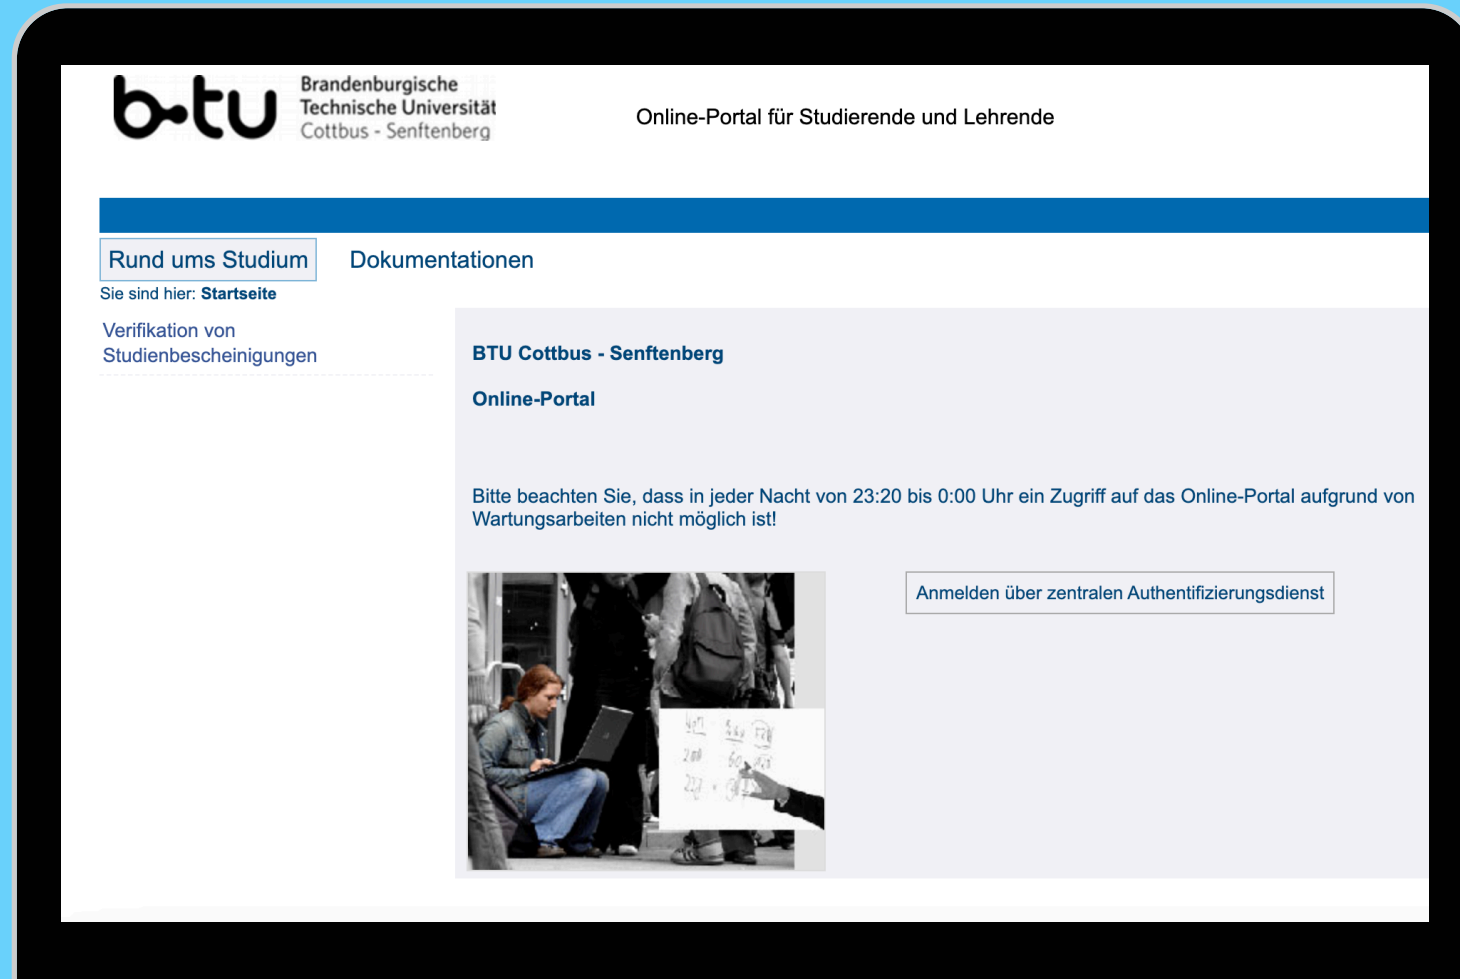 b-tu
Brandenburgische
Technische Universität
Cottbus - Senftenberg
Online-Portal für Studierende und Lehrende
Rund ums Studium
Dokumentationen
Sie sind hier: Startseite
Verifikation von
Studienbescheinigungen
BTU Cottbus - Senftenberg
Online-Portal
Bitte beachten Sie, dass in jeder Nacht von 23:20 bis 0:00 Uhr ein Zugriff auf das Online-Portal aufgrund von
Wartungsarbeiten nicht möglich ist!
Anmelden über zentralen Authentifizierungsdienst